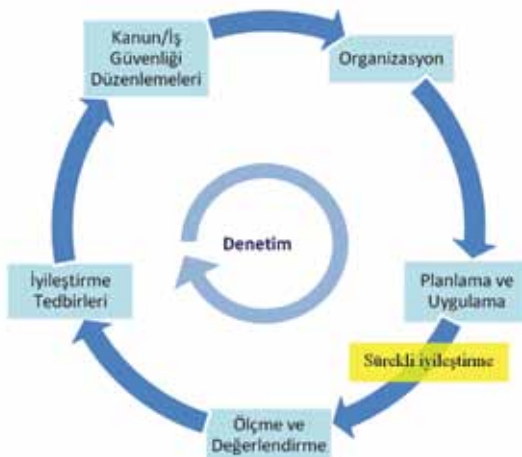 Kanun/İş
Güvenliği
Düzenlemeleri
Organizasyon
Denetim
İyileştirme
Tedbirleri
Planlama ve
Uygulama
Sürekli iyileştirme
Ölçme ve
Değerlendirme